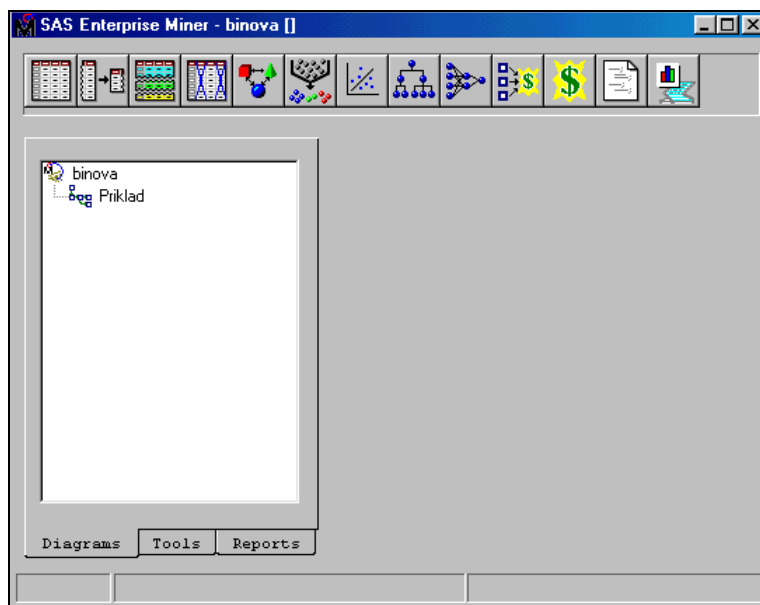 SAS Enterprise Miner - binova []
$
$
binova
Priklad
Diagrams Tools Reports